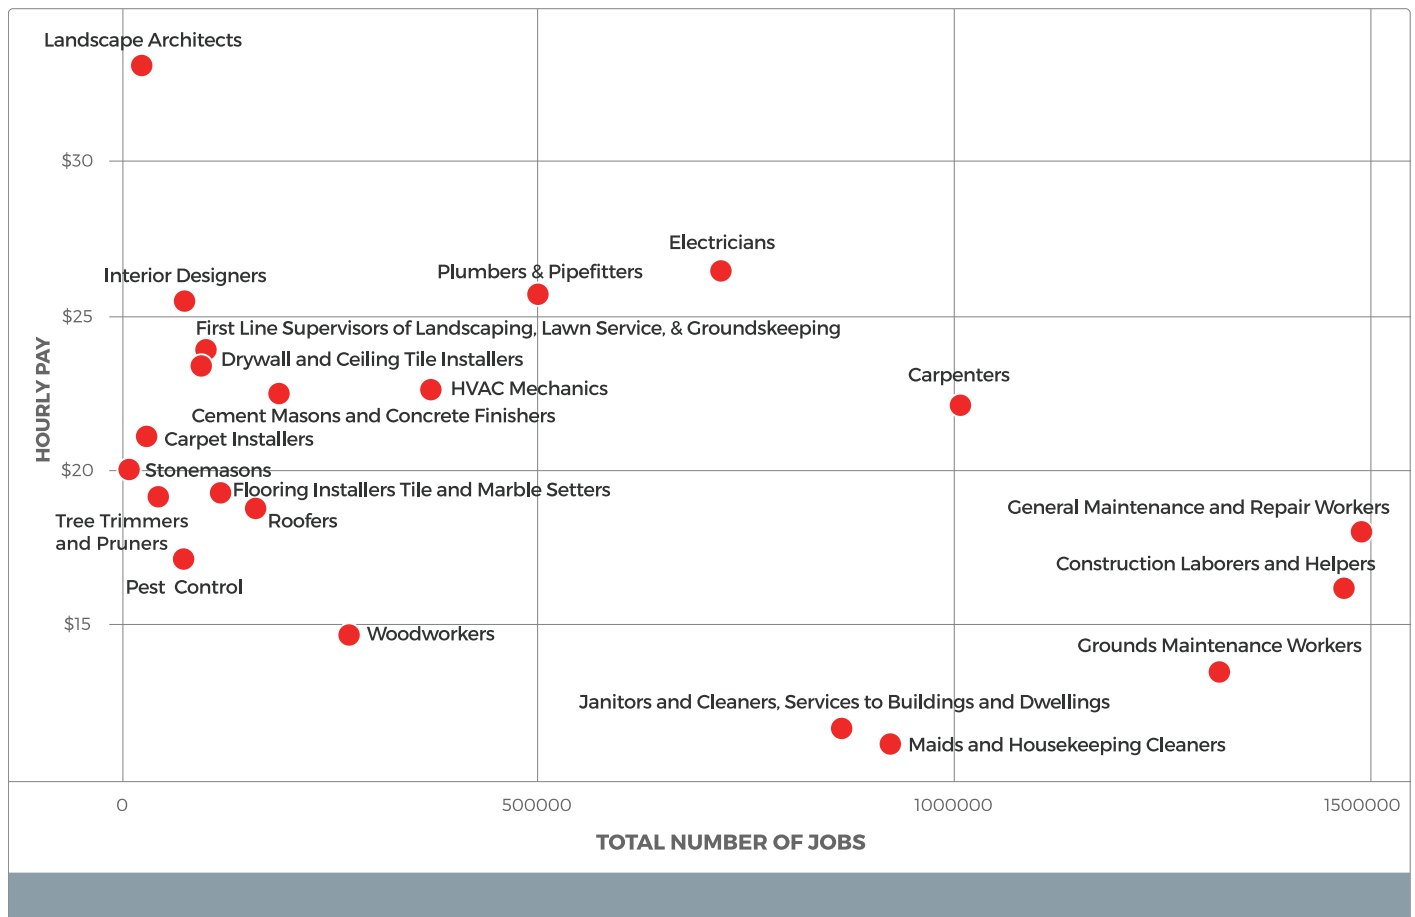 Landscape Architects
$30
Electricians
Plumbers & Pipefitters
Interior Designers
$25
First Line Supervisors of Landscaping, Lawn Service, & Groundskeeping
Drywall and Ceiling Tile Installers
HVAC Mechanics
Carpenters
Cement Masons and Concrete Finishers
Carpet Installers
HOURLY PAY
$20
Stonemasons
Flooring Installers Tile and Marble Setters
Tree Trimmers
and Pruners
Roofers
General Maintenance and Repair Workers
Construction Laborers and Helpers
Pest Control
$15
Woodworkers
Grounds Maintenance Workers
Janitors and Cleaners, Services to Buildings and Dwellings
Maids and Housekeeping Cleaners
0
500000
1000000
1500000
TOTAL NUMBER OF JOBS